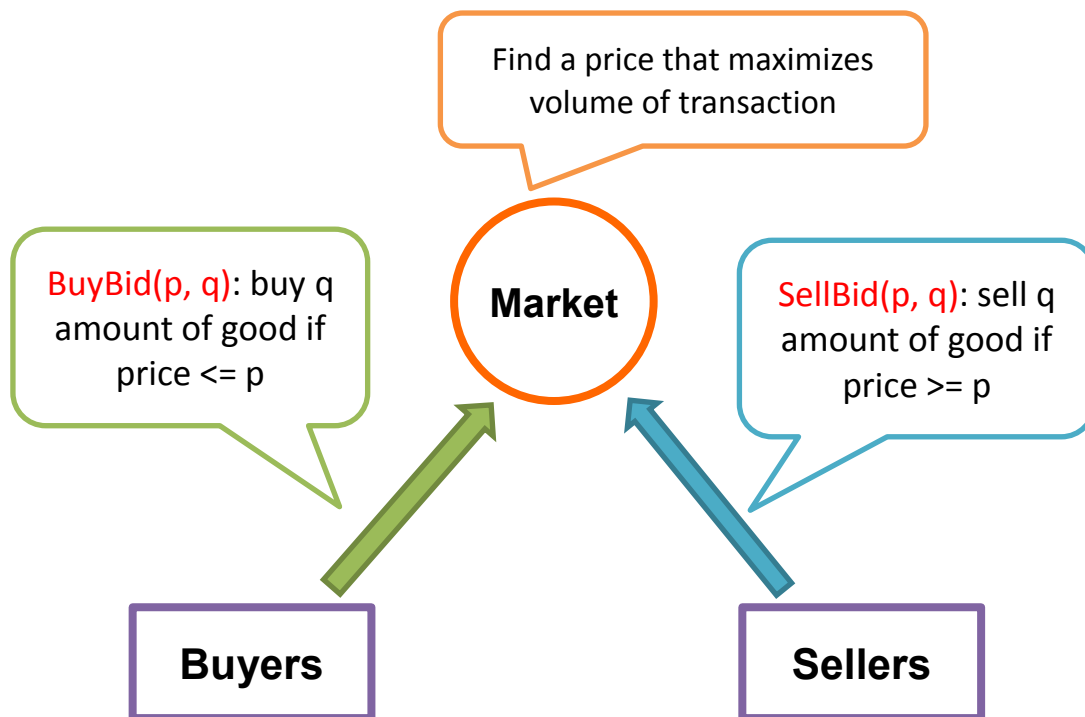 Find a price that maximizes
volume of transaction
BuyBid(p, q): buy q
amount of good if
price <= p
Market
SellBid(p, q): sell q
amount of good if
price >= p
Buyers
Sellers